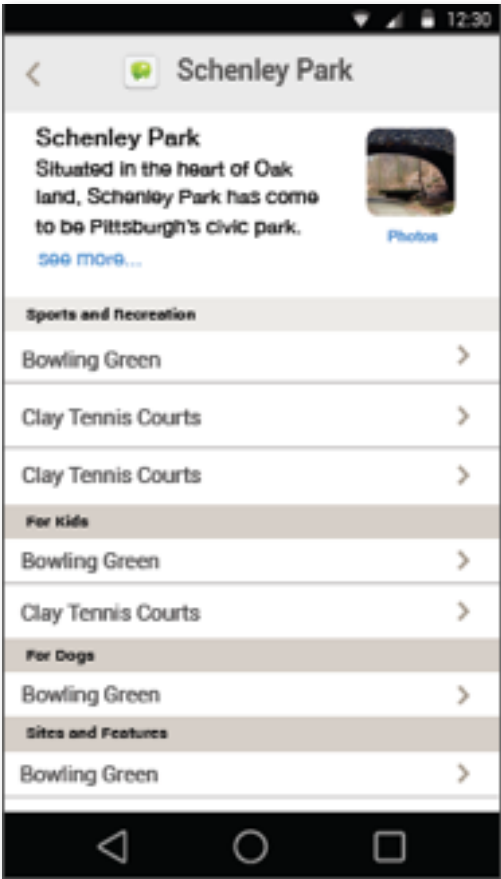 12:30
Schenley Park
Schenley Park
Situated in the heart of Oak
land, Schenley Park has come
to be Pittsburgh's civic park.
see more...
Photos
Sports and Recreation
Bowling Green
Clay Tennis Courts
Clay Tennis Courts
For Kids
Bowling Green
Clay Tennis Courts
For Dogs
Bowling Green
Sites and Features
Bowling Green